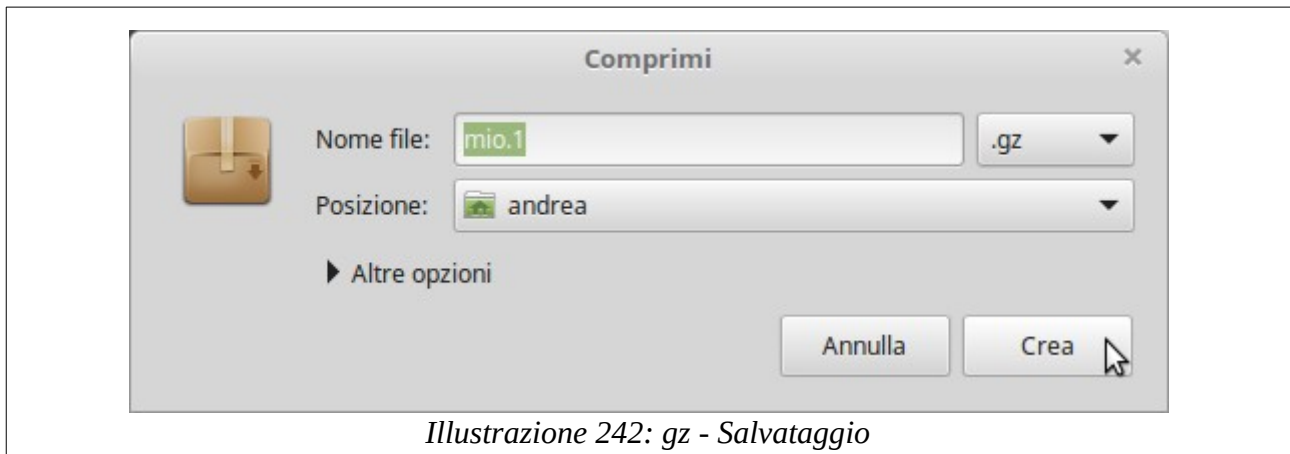 Comprimi
Nome file: mio.1 .gz
Posizione: andrea
Altre opzioni
Annulla Crea
Illustrazione 242: gz - Salvataggio